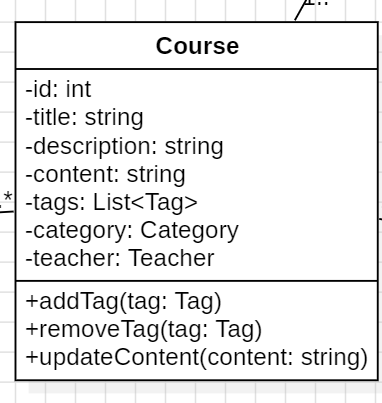 1..
Course
-id: int
-title: string
-description: string
-content: string
-tags: List<Tag>
.*
-category: Category
-teacher: Teacher
+addTag(tag: Tag)
+removeTag(tag: Tag)
+updateContent(content: string)